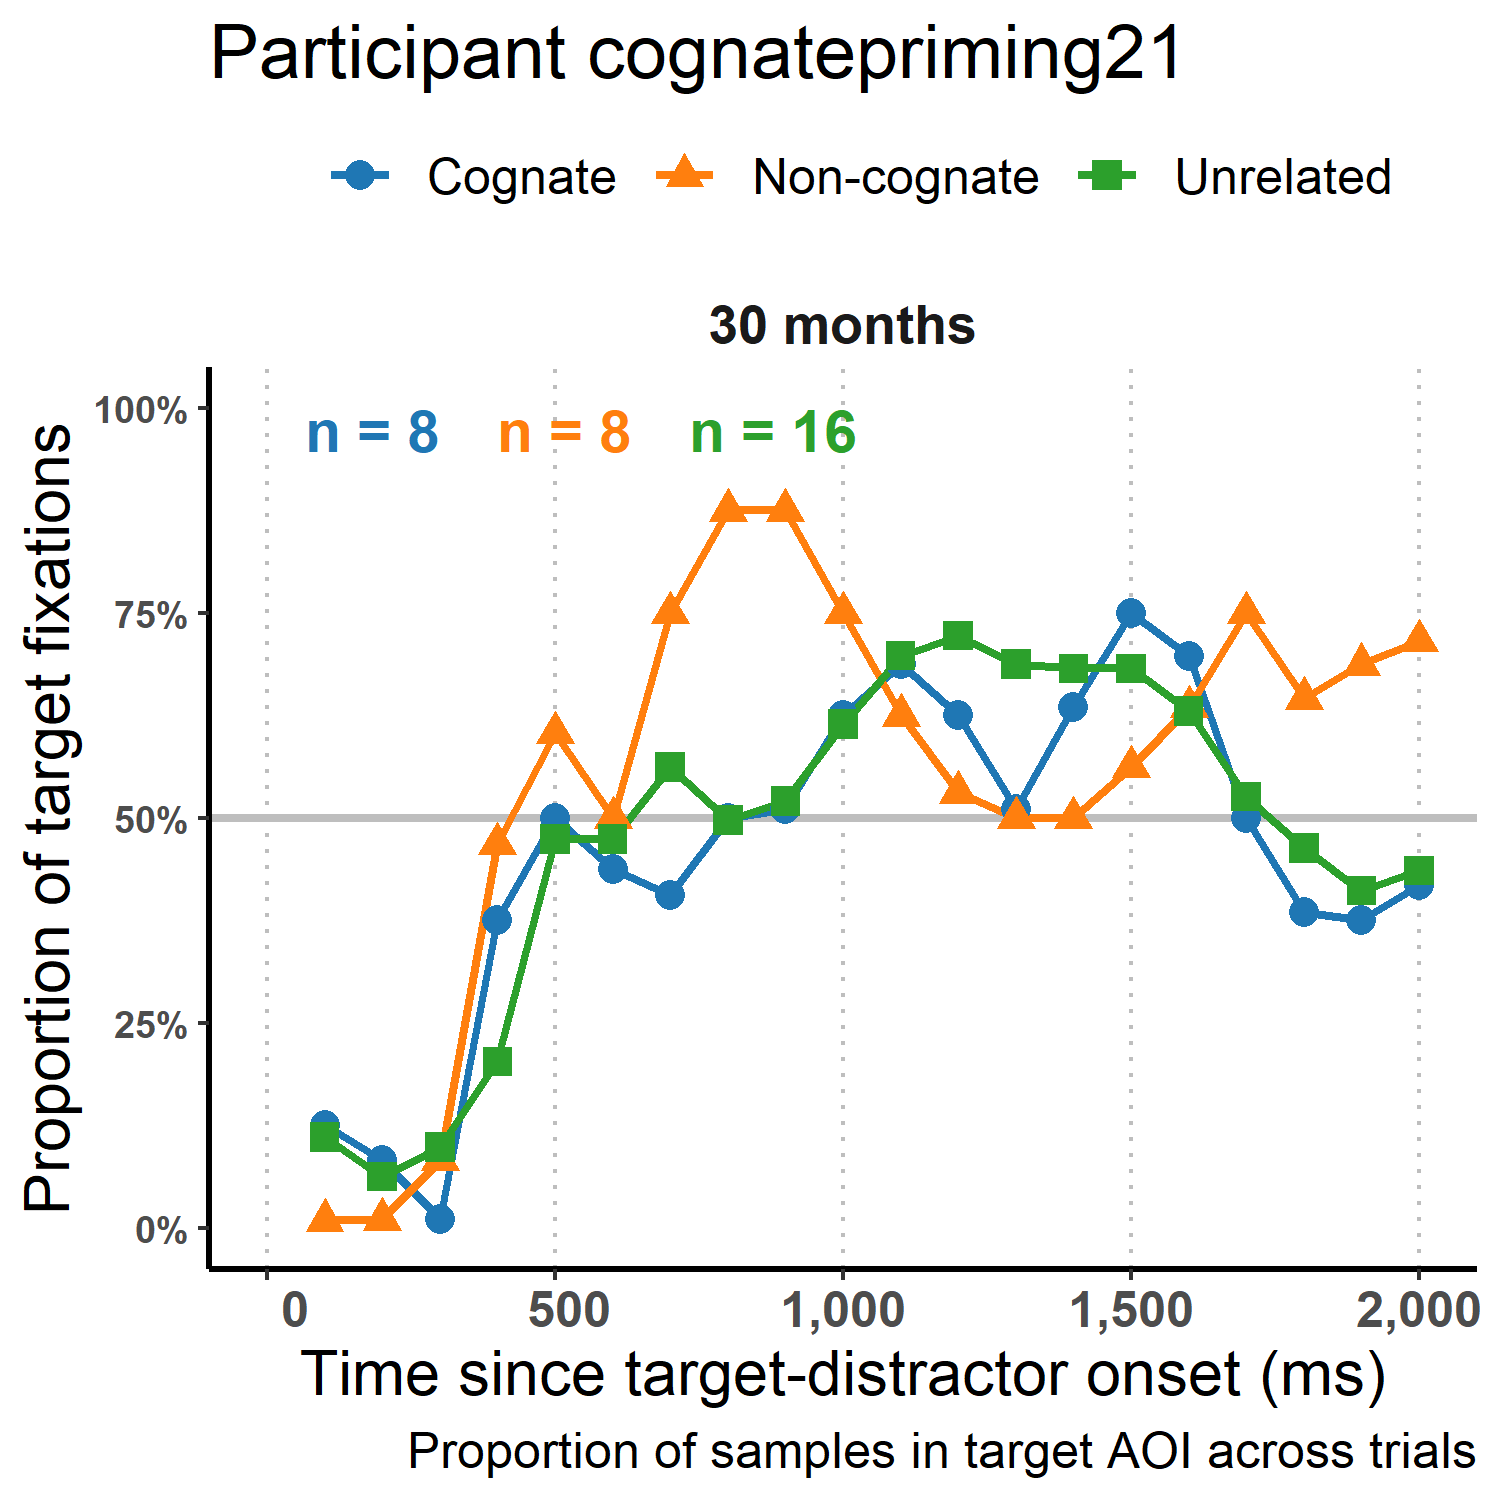 Participant cognatepriming21
Cognate Non-cognate Unrelated
30 months
n = 8 n = 8 n = 16
Proportion of target fixations
100%
75%
50%
25%
0%
0 500 1,000 1,500 2,000
Time since target-distractor onset (ms)
Proportion of samples in target AOI across trials